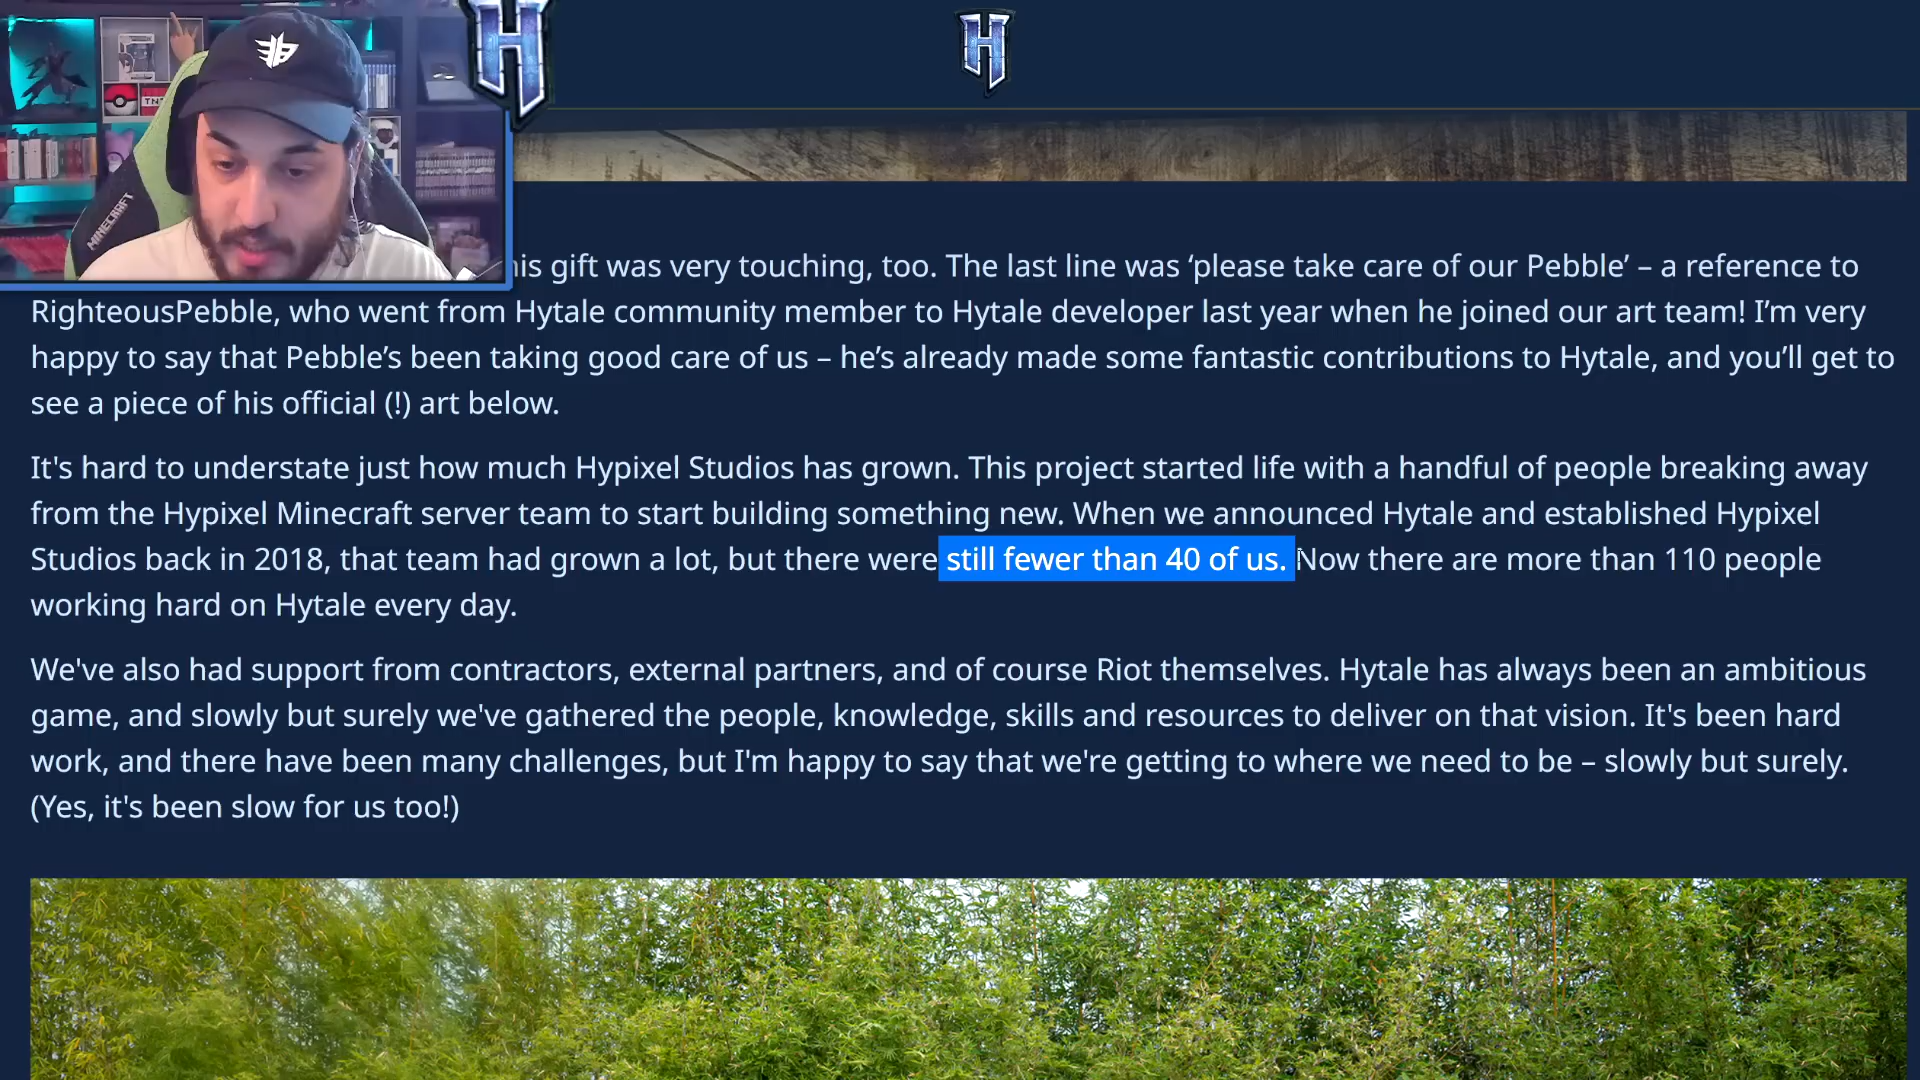 H
H
TNT
MINECRAFT
his gift was very touching, too. The last line was ‘please take care of our Pebble’ – a reference to
RighteousPebble, who went from Hytale community member to Hytale developer last year when he joined our art team! I’m very
happy to say that Pebble’s been taking good care of us – he’s already made some fantastic contributions to Hytale, and you’ll get to
see a piece of his official (!) art below.
It's hard to understate just how much Hypixel Studios has grown. This project started life with a handful of people breaking away
from the Hypixel Minecraft server team to start building something new. When we announced Hytale and established Hypixel
Studios back in 2018, that team had grown a lot, but there were still fewer than 40 of us. Now there are more than 110 people
working hard on Hytale every day.
We've also had support from contractors, external partners, and of course Riot themselves. Hytale has always been an ambitious
game, and slowly but surely we've gathered the people, knowledge, skills and resources to deliver on that vision. It's been hard
work, and there have been many challenges, but I'm happy to say that we're getting to where we need to be – slowly but surely.
(Yes, it's been slow for us too!)